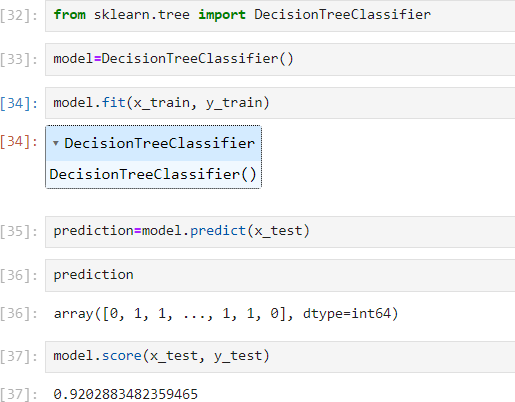 [32]: from sklearn.tree import DecisionTreeClassifier
[33]: model=DecisionTreeClassifier()
[34]: model.fit(x_train, y_train)
[34]: ▾ DecisionTreeClassifier
DecisionTreeClassifier()
[35]: prediction=model.predict(x_test)
[36]: prediction
[36]: array([0, 1, 1, ..., 1, 1, 0], dtype=int64)
[37]: model.score(x_test, y_test)
[37]: 0.9202883482359465